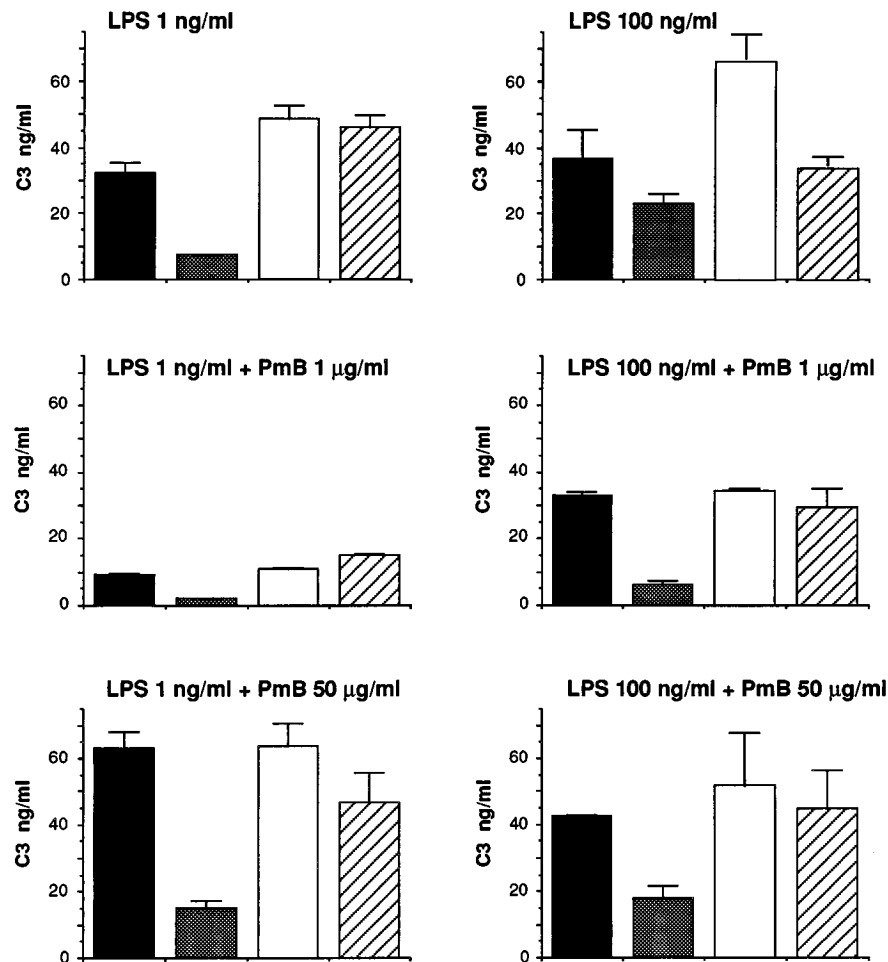 LPS 1 ng/ml
C3 ng/ml
60
40
20
0
LPS 100 ng/ml
C3 ng/ml
60
40
20
0
LPS 1 ng/ml + PmB 1 μg/ml
C3 ng/ml
60
40
20
0
LPS 100 ng/ml + PmB 1 μg/ml
C3 ng/ml
60
40
20
0
LPS 1 ng/ml + PmB 50 μg/ml
C3 ng/ml
60
40
20
0
LPS 100 ng/ml + PmB 50 μg/ml
C3 ng/ml
60
40
20
0